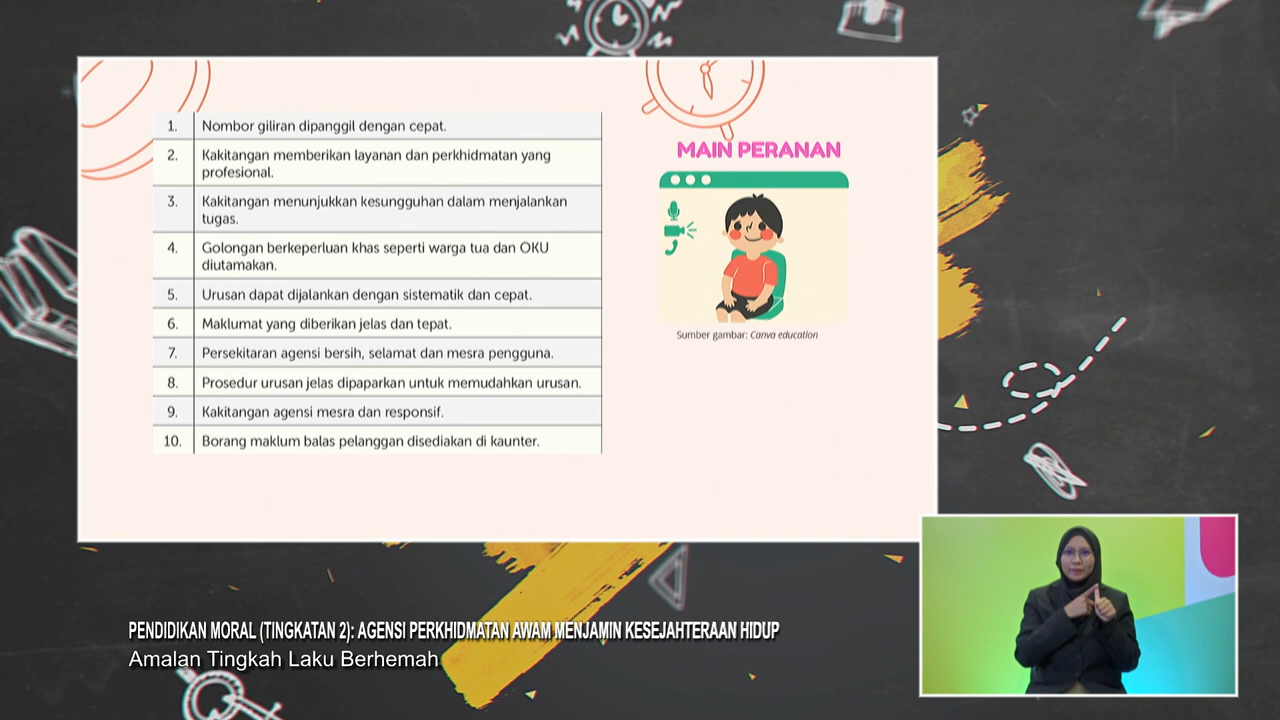 1. Nombor giliran dipanggil dengan cepat.
2. Kakitangan memberikan layanan dan perkhidmatan yang
profesional.
3. Kakitangan menunjukkan kesungguhan dalam menjalankan
tugas.
4. Golongan berkeperluan khas seperti warga tua dan OKU
diutamakan.
5. Urusan dapat dijalankan dengan sistematik dan cepat.
6. Maklumat yang diberikan jelas dan tepat.
7. Persekitaran agensi bersih, selamat dan mesra pengguna.
8. Prosedur urusan jelas dipaparkan untuk memudahkan urusan.
9. Kakitangan agensi mesra dan responsif.
10. Borang maklum balas pelanggan disediakan di kaunter.
MAIN PERANAN
Sumber gambar: Canva education
PENDIDIKAN MORAL (TINGKATAN 2): AGENSI PERKHIDMATAN AWAM MENJAMIN KESEJAHTERAAN HIDUP
Amalan Tingkah Laku Berhemah